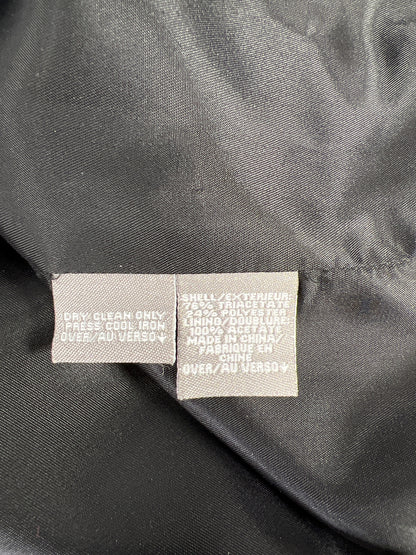 DRY CLEAN ONLY
PRESS COOL IRON
OVER/AU VERSO↓
SHELL/EXTERIEUR:
76% TRIACETATE
24% POLYESTER
LINING/DOUBLURE:
100% ACETATE
MADE IN CHINA/
FABRIQUE EN
CHINE
OVER/AU VERSO↓